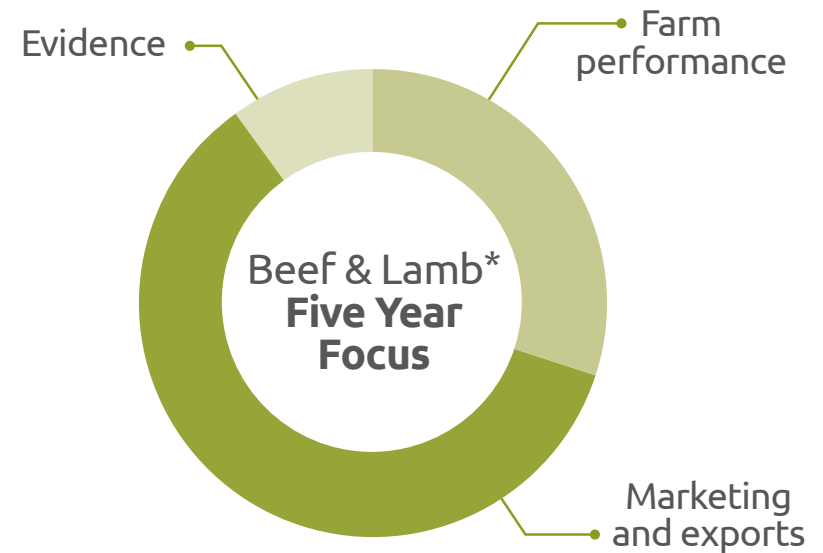 Evidence
Farm
performance
Beef & Lamb*
Five Year
Focus
Marketing
and exports